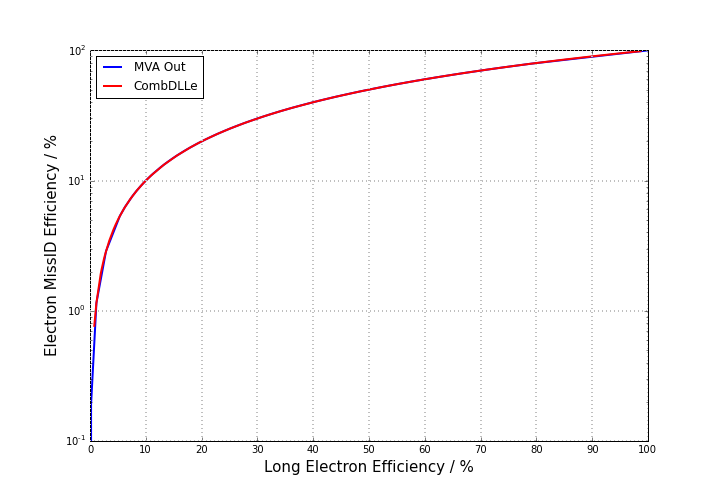 MVA Out
CombDLLe
Electron MissID Efficiency / %
10²
10¹
10⁰
10⁻¹
0 10 20 30 40 50 60 70 80 90 100
Long Electron Efficiency / %